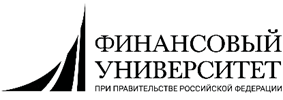 ФИНАНСОВЫЙ
УНИВЕРСИТЕТ
ПРИ ПРАВИТЕЛЬСТВЕ РОССИЙСКОЙ ФЕДЕРАЦИИ